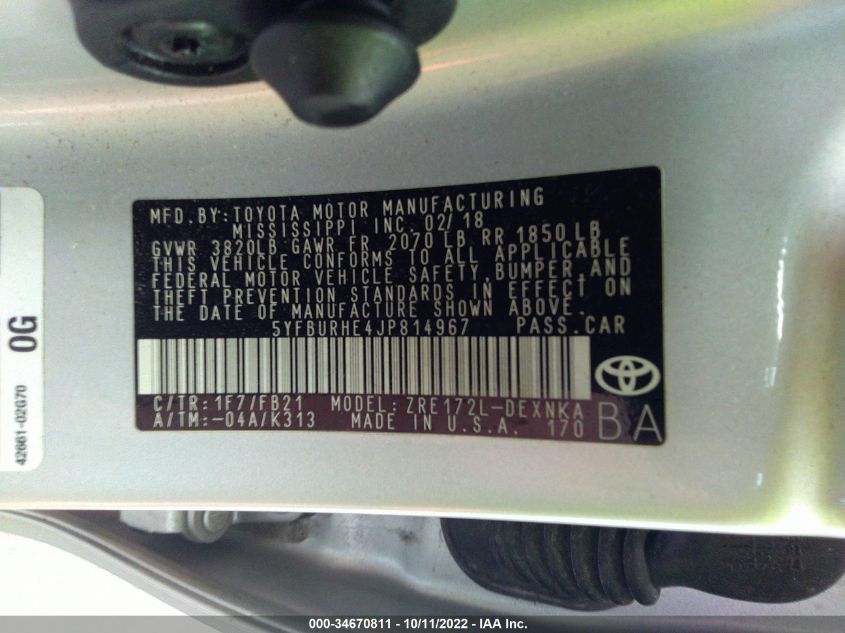 MFD. BY: TOYOTA MOTOR MANUFACTURING
MISSISSIPPI INC. 02/18
GVWR 3820LB GAWR FR 2070 LB RR 1850 LB
THIS VEHICLE CONFORMS TO ALL APPLICABLE
FEDERAL MOTOR VEHICLE SAFETY, BUMPER, AND
THEFT PREVENTION STANDARDS IN EFFECT ON
THE DATE OF MANUFACTURE SHOWN ABOVE.
5YFBURHE4JP814967 PASS. CAR
C/TR: 1F7/FB21 MODEL: ZRE172L-DEXNKA
A/TM: -04A/K313 MADE IN U.S.A. 170 BA
0G
42661-02G70
000-34670811 - 10/11/2022 - IAA Inc.